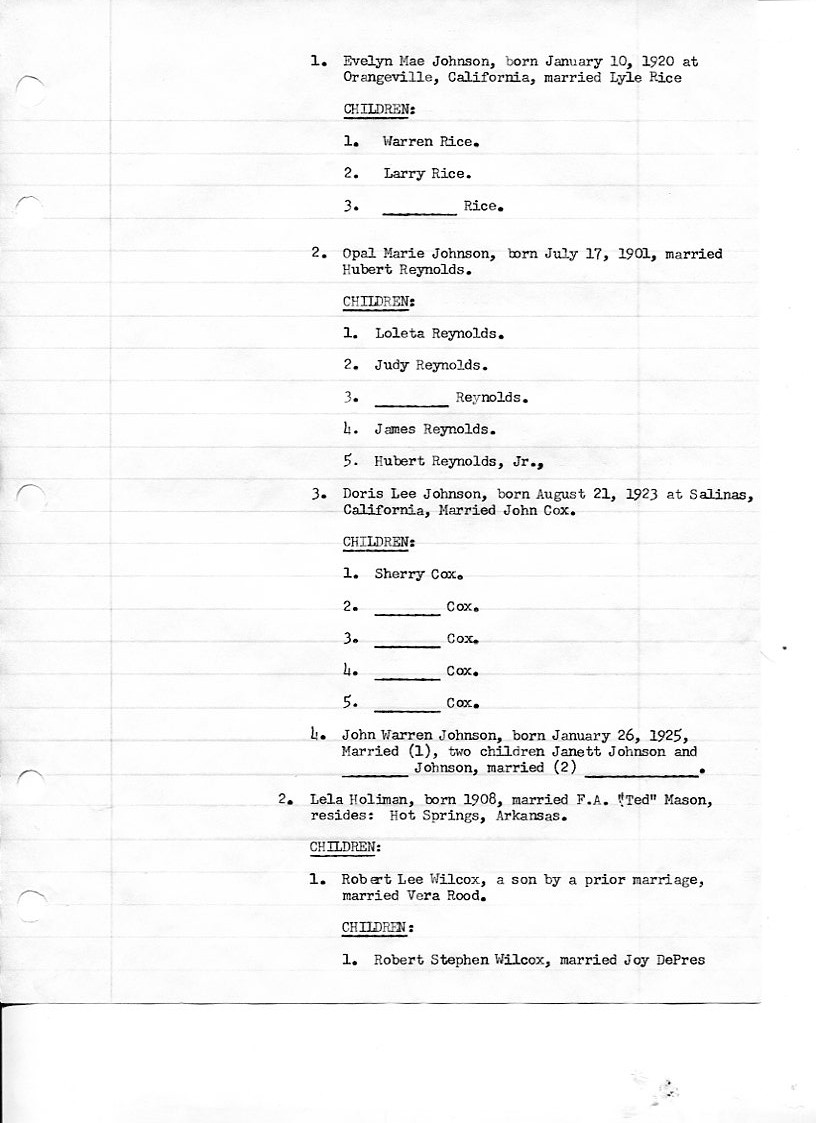 1. Evelyn Mae Johnson, born January 10, 1920 at
Orangeville, California, married Lyle Rice
CHILDREN:
1. Warren Rice.
2. Larry Rice.
3. ________ Rice.
2. Opal Marie Johnson, born July 17, 1901, married
Hubert Reynolds.
CHILDREN:
1. Loleta Reynolds.
2. Judy Reynolds.
3. ________ Reynolds.
4. James Reynolds.
5. Hubert Reynolds, Jr.,
3. Doris Lee Johnson, born August 21, 1923 at Salinas,
California, Married John Cox.
CHILDREN:
1. Sherry Cox.
2. ________ Cox.
3. ________ Cox.
4. ________ Cox.
5. ________ Cox.
4. John Warren Johnson, born January 26, 1925,
Married (1), two children Janett Johnson and
________ Johnson, married (2) ______________.
2. Lela Holiman, born 1908, married F.A. "Ted" Mason,
resides: Hot Springs, Arkansas.
CHILDREN:
1. Robert Lee Wilcox, a son by a prior marriage,
married Vera Rood.
CHILDREN:
1. Robert Stephen Wilcox, married Joy DePres